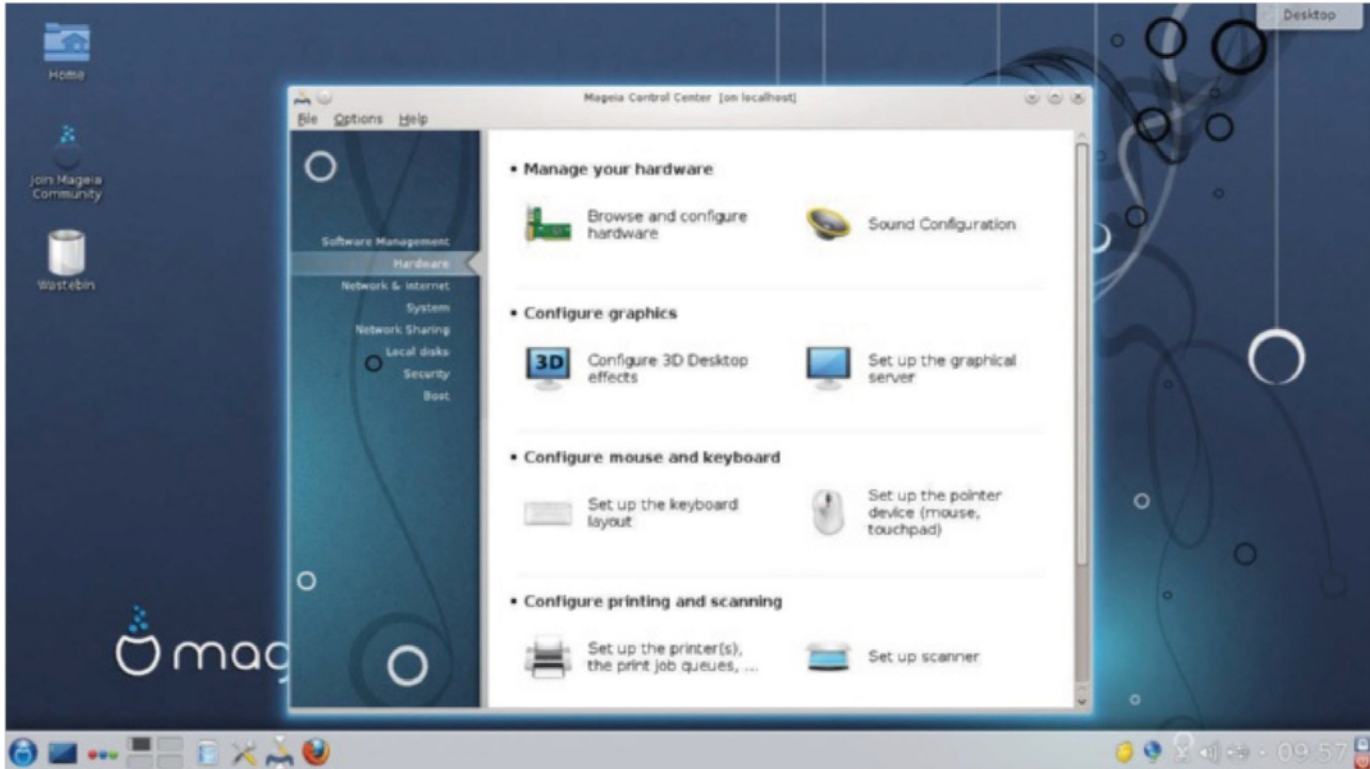 Desktop
Home
Join Mageia
Community
Wastebin
Mageia Control Center [on localhost]
File Options Help
Software Management
Hardware
Network & Internet
System
Network Sharing
Local disks
Security
Boot
• Manage your hardware
Browse and configure
hardware
Sound Configuration
• Configure graphics
3D
Configure 3D Desktop
effects
Set up the graphical
server
• Configure mouse and keyboard
Set up the keyboard
layout
Set up the pointer
device (mouse,
touchpad)
• Configure printing and scanning
Set up the printer(s),
the print job queues, ...
Set up scanner
mag
09:57